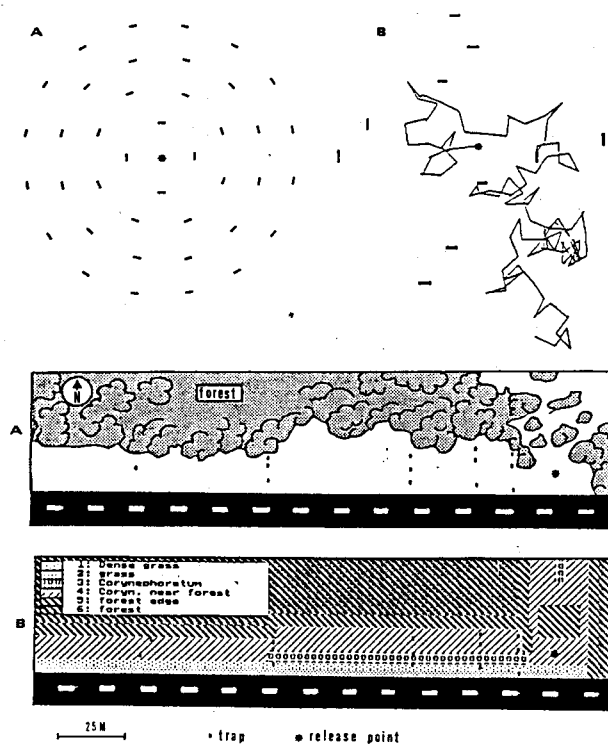 A
B
N
forest
A
1: Dense grass
2: grass
3: Corynephoretum
4: Coryn. near forest
5: forest edge
6: forest
B
25M
trap
release point